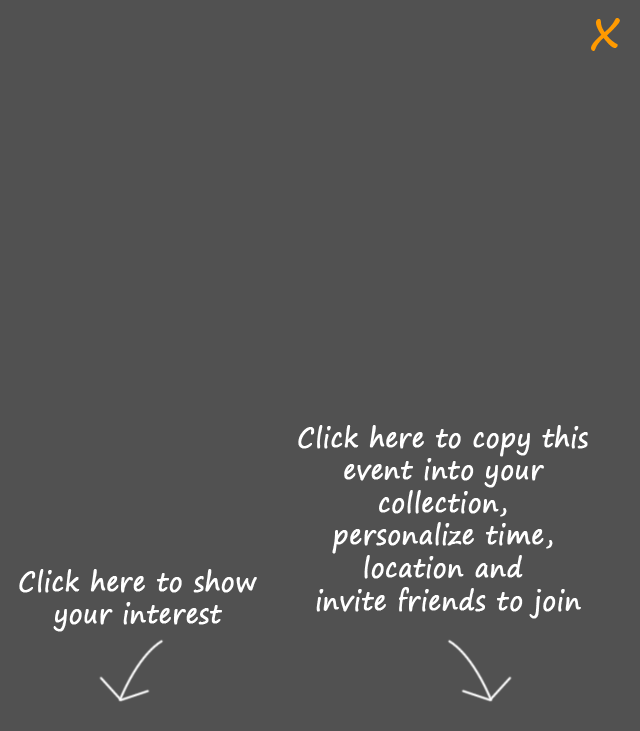 X
Click here to copy this
event into your
collection,
personalize time,
location and
invite friends to join
Click here to show
your interest